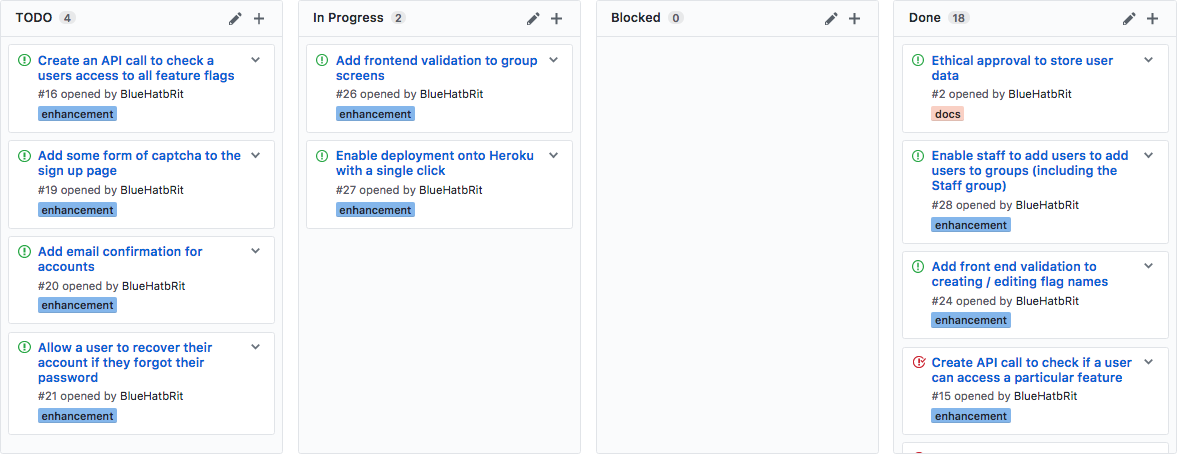 TODO 4
Create an API call to check a
users access to all feature flags
#16 opened by BlueHatbRit
enhancement
Add some form of captcha to the
sign up page
#19 opened by BlueHatbRit
enhancement
Add email confirmation for
accounts
#20 opened by BlueHatbRit
enhancement
Allow a user to recover their
account if they forgot their
password
#21 opened by BlueHatbRit
enhancement
In Progress 2
Add frontend validation to group
screens
#26 opened by BlueHatbRit
enhancement
Enable deployment onto Heroku
with a single click
#27 opened by BlueHatbRit
enhancement
Blocked 0
Done 18
Ethical approval to store user
data
#2 opened by BlueHatbRit
docs
Enable staff to add users to add
users to groups (including the
Staff group)
#28 opened by BlueHatbRit
enhancement
Add front end validation to
creating / editing flag names
#24 opened by BlueHatbRit
enhancement
Create API call to check if a user
can access a particular feature
#15 opened by BlueHatbRit
enhancement